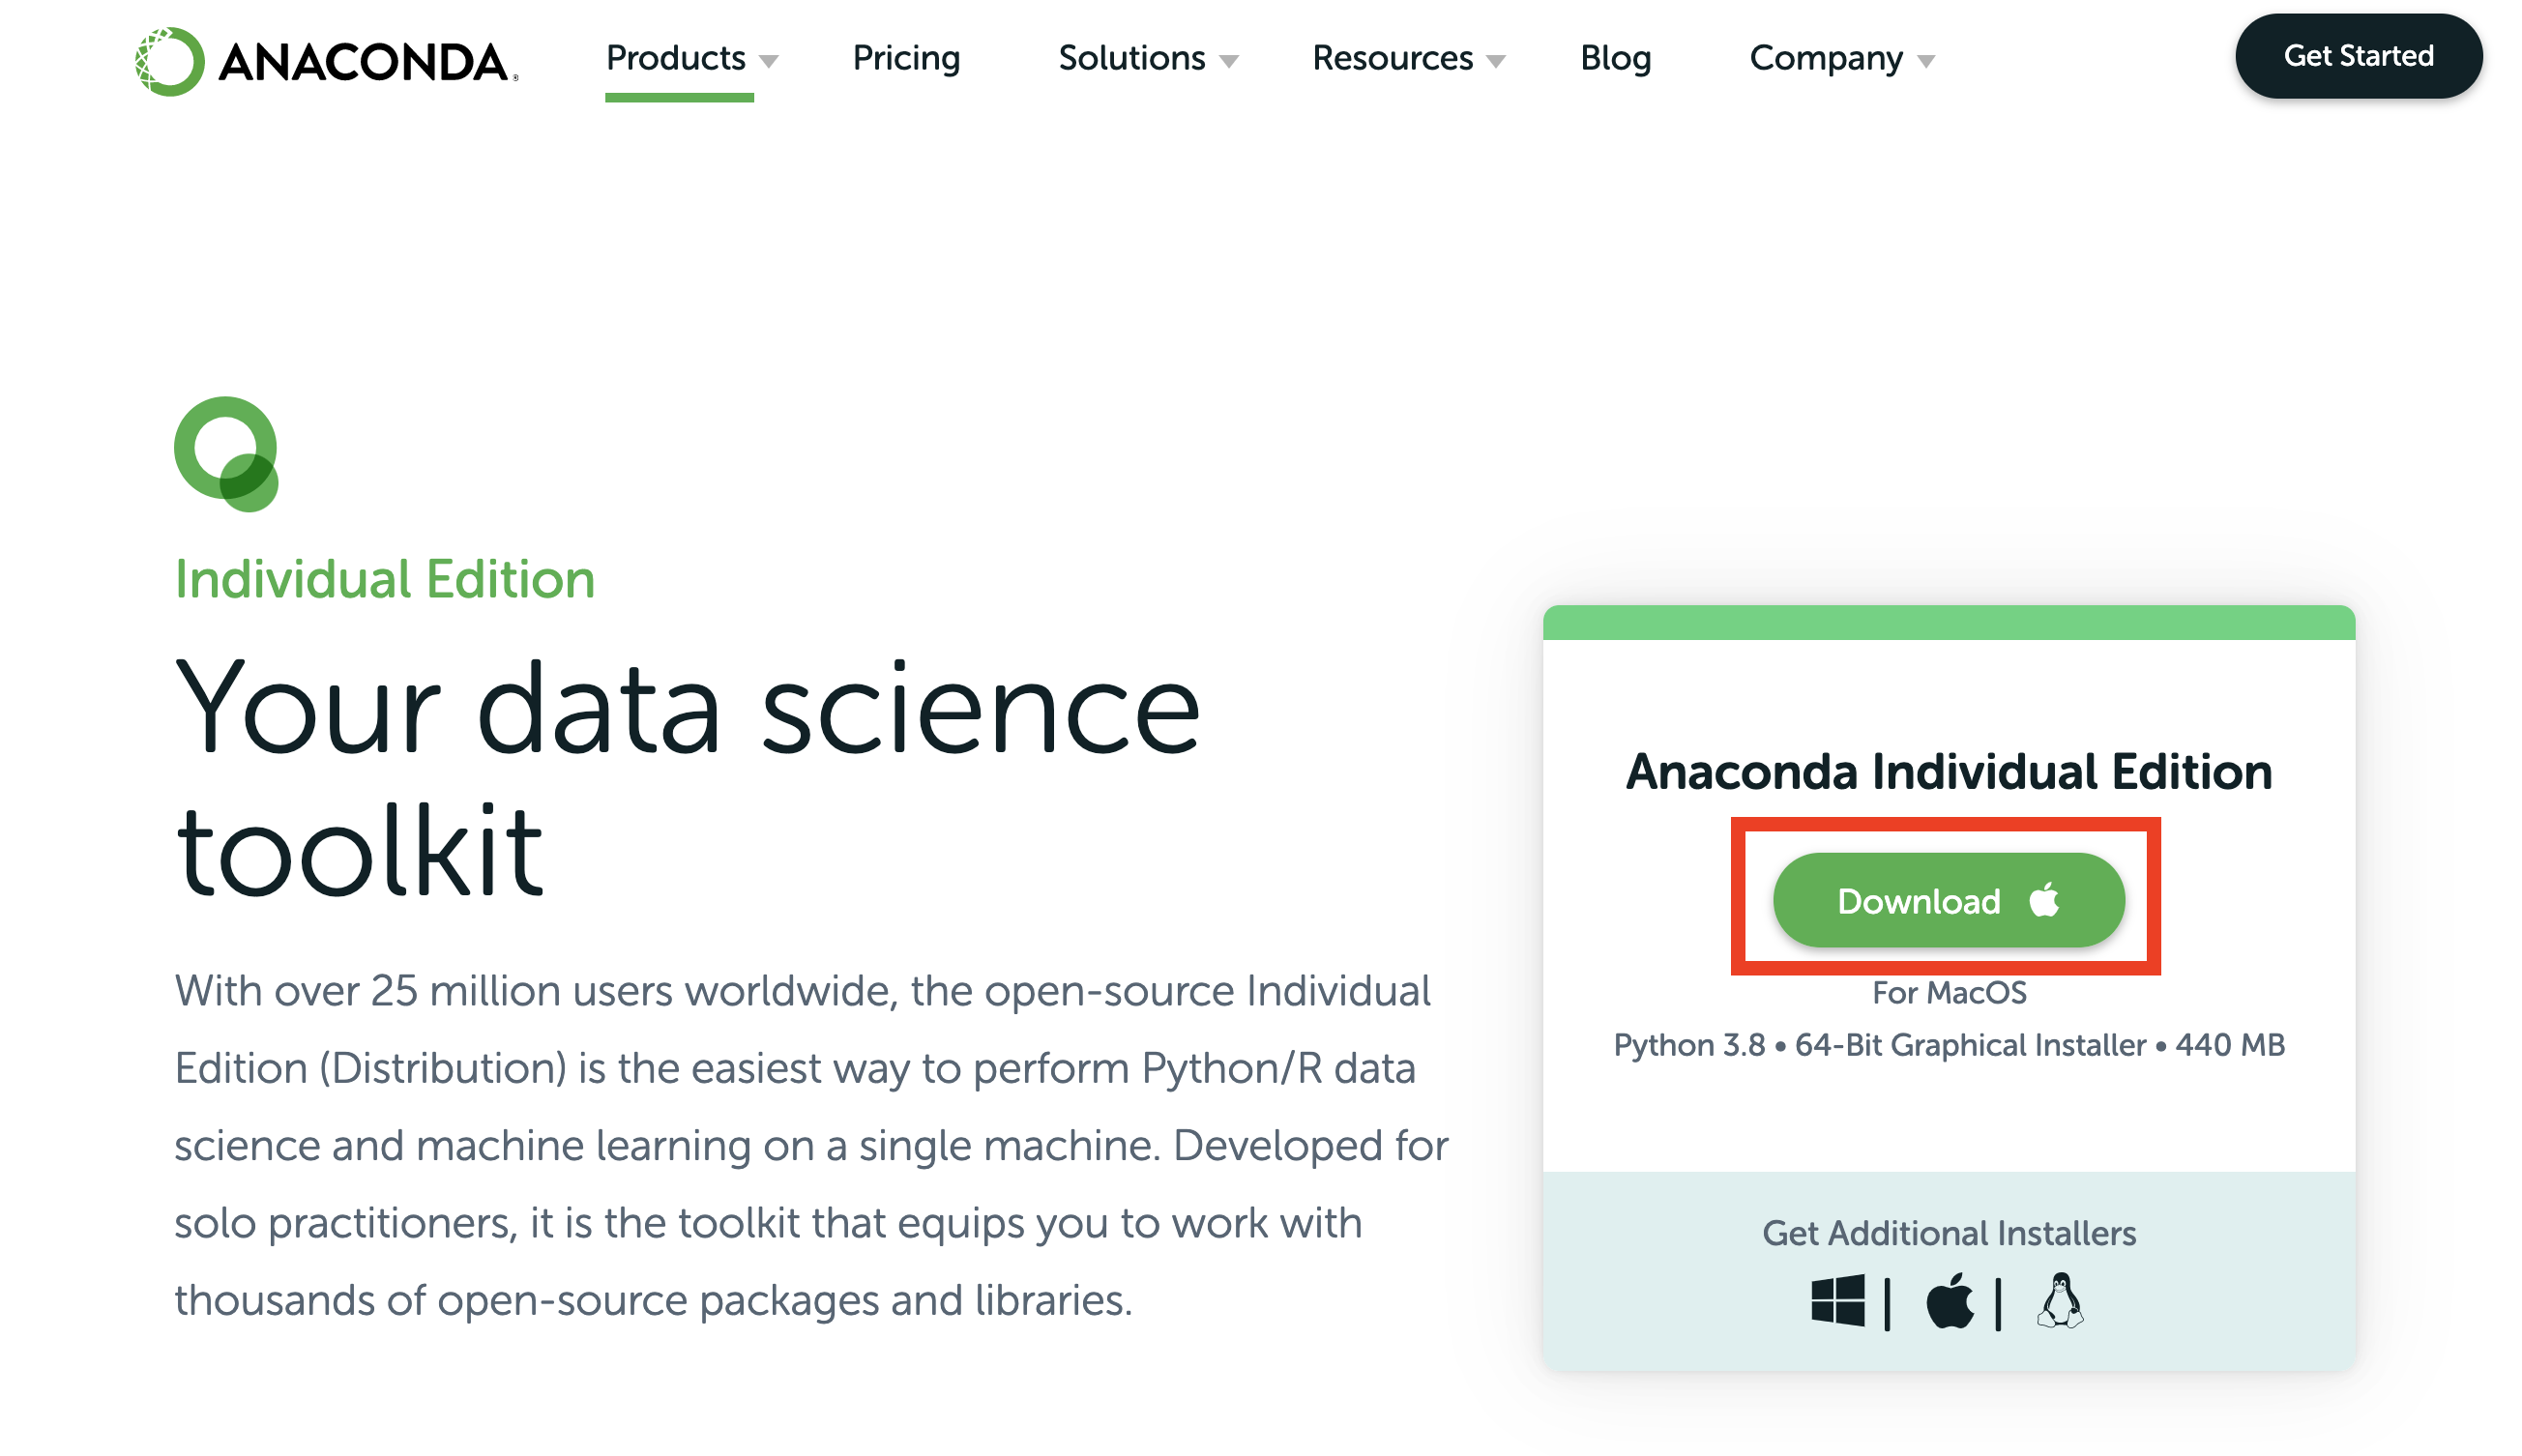 ANACONDA®
Products Pricing Solutions Resources Blog Company Get Started
Individual Edition
Your data science
toolkit
With over 25 million users worldwide, the open-source Individual
Edition (Distribution) is the easiest way to perform Python/R data
science and machine learning on a single machine. Developed for
solo practitioners, it is the toolkit that equips you to work with
thousands of open-source packages and libraries.
Anaconda Individual Edition
Download
For MacOS
Python 3.8 • 64-Bit Graphical Installer • 440 MB
Get Additional Installers